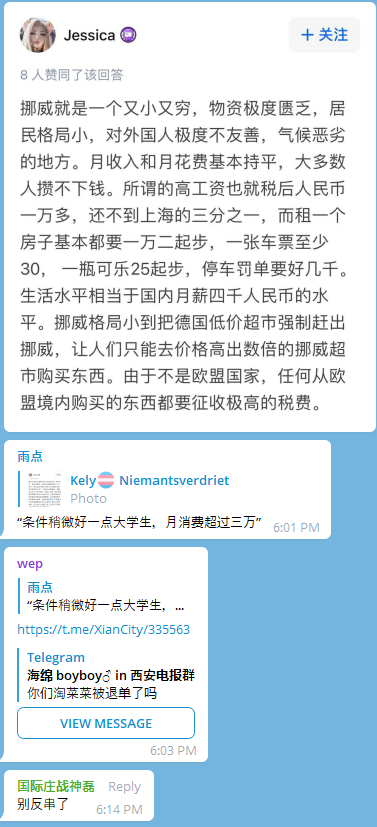 Jessica
+ 关注
8 人赞同了该回答
挪威就是一个又小又穷，物资极度匮乏，居
民格局小，对外国人极度不友善，气候恶劣
的地方。月收入和月花费基本持平，大多数
人攒不下钱。所谓的高工资也就税后人民币
一万多，还不到上海的三分之一，而租一个
房子基本都要一万二起步，一张车票至少
30， 一瓶可乐25起步，停车罚单要好几千。
生活水平相当于国内月薪四千人民币的水
平。挪威格局小到把德国低价超市强制赶出
挪威，让人们只能去价格高出数倍的挪威超
市购买东西。由于不是欧盟国家，任何从欧
盟境内购买的东西都要征收极高的税费。
雨点
Kely🏳️‍⚧️ Niemantsverdriet
Photo
“条件稍微好一点大学生，月消费超过三万”
6:01 PM
wep
雨点
“条件稍微好一点大学生，...
https://t.me/XianCity/335563
Telegram
海绵 boyboy♂ in 西安电报群
你们淘菜菜被退单了吗
VIEW MESSAGE
6:03 PM
国际庄战神磊 Reply
别反串了
6:14 PM